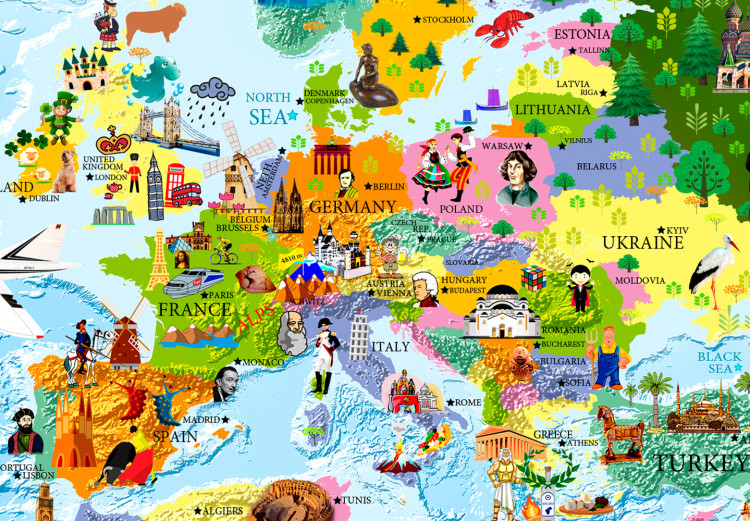 STOCKHOLM
ESTONIA
TALLINN
LATVIA
RIGA
LITHUANIA
VILNIUS
NORTH
SEA
DENMARK
COPENHAGEN
UNITED
KINGDOM
LONDON
LAND
DUBLIN
WARSAW
BELARUS
BERLIN
GERMANY
POLAND
BELGIUM
BRUSSELS
AMSTERDAM
CZECH
REP.
PRAGUE
KYIV
UKRAINE
SLOVAKIA
4810 m
PARIS
FRANCE
ALPS
SCHWITZ
AUSTRIA
VIENNA
HUNGARY
BUDAPEST
MOLDOVIA
ROMANIA
BUCHAREST
BULGARIA
SOFIA
BLACK
SEA
ITALY
MONACO
ROME
MADRID
SPAIN
ORTUGAL
LISBON
GREECE
ATHENS
TURKEY
A
ALGIERS
TUNIS